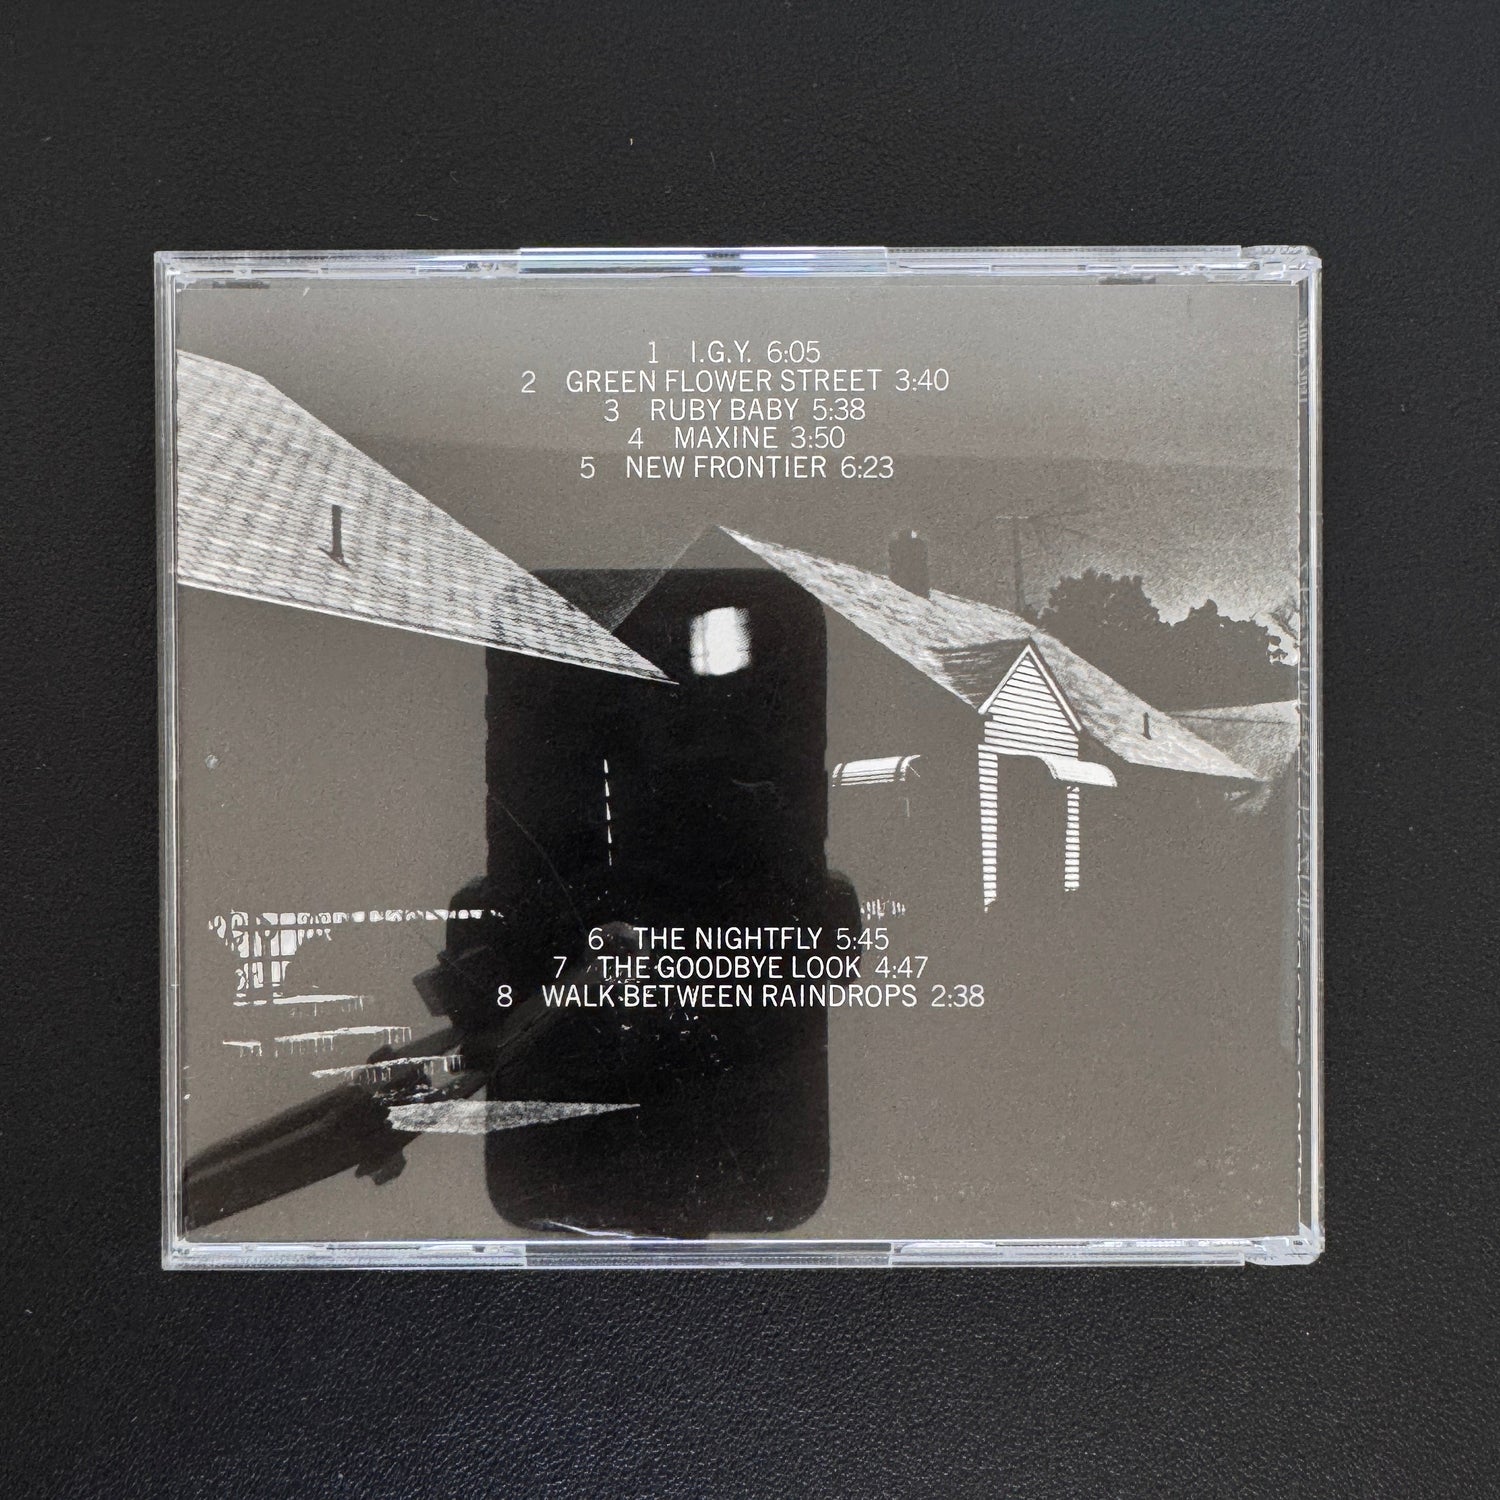 1 I.G.Y. 6:05
2 GREEN FLOWER STREET 3:40
3 RUBY BABY 5:38
4 MAXINE 3:50
5 NEW FRONTIER 6:23
6 THE NIGHTFLY 5:45
7 THE GOODBYE LOOK 4:47
8 WALK BETWEEN RAINDROPS 2:38